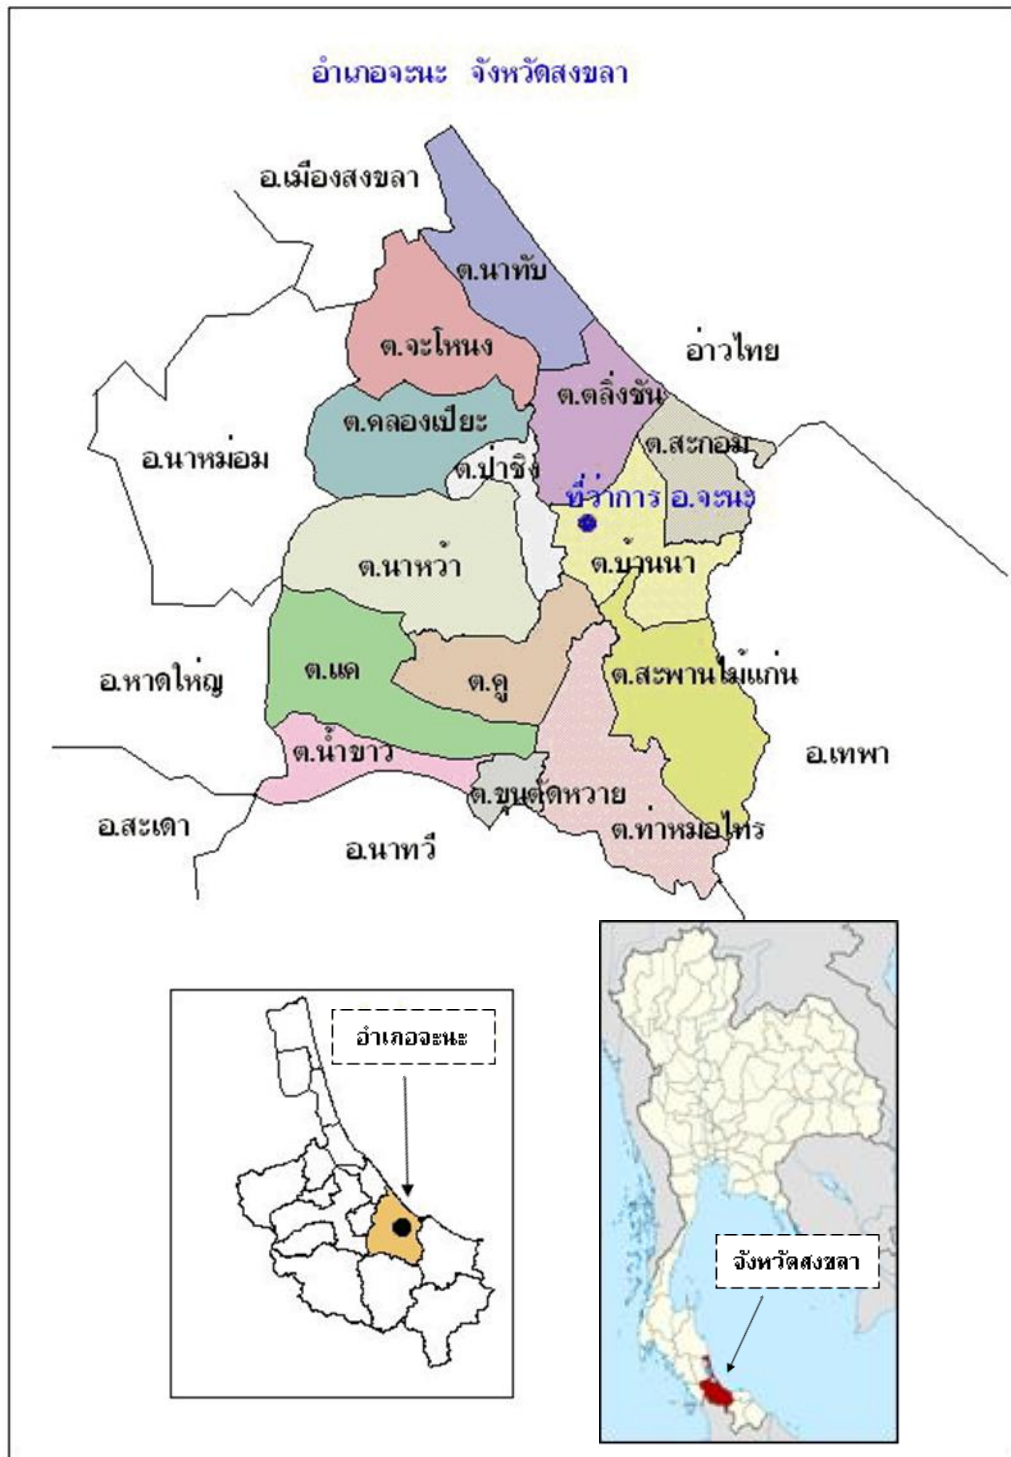 อำเภอจะนะ จังหวัดสงขลา
อ.เมืองสงขลา
ต.นาทับ
ต.จะโหนง
อ่าวไทย
ต.ตลิ่งชัน
ต.คลองเปียะ
ต.สะกอม
อ.นาหม่อม
ต.ป่าชิง
ที่ว่าการ อ.จะนะ
ต.นาหว้า
ต.บ้านนา
อ.หาดใหญ่
ต.แค
ต.คู
ต.สะพานไม้แก่น
ต.น้ำขาว
อ.เทพา
ต.ขุนตัดหวาย
อ.สะเดา
อ.นาทวี
ต.ท่าหมอไทร
อำเภอจะนะ
จังหวัดสงขลา